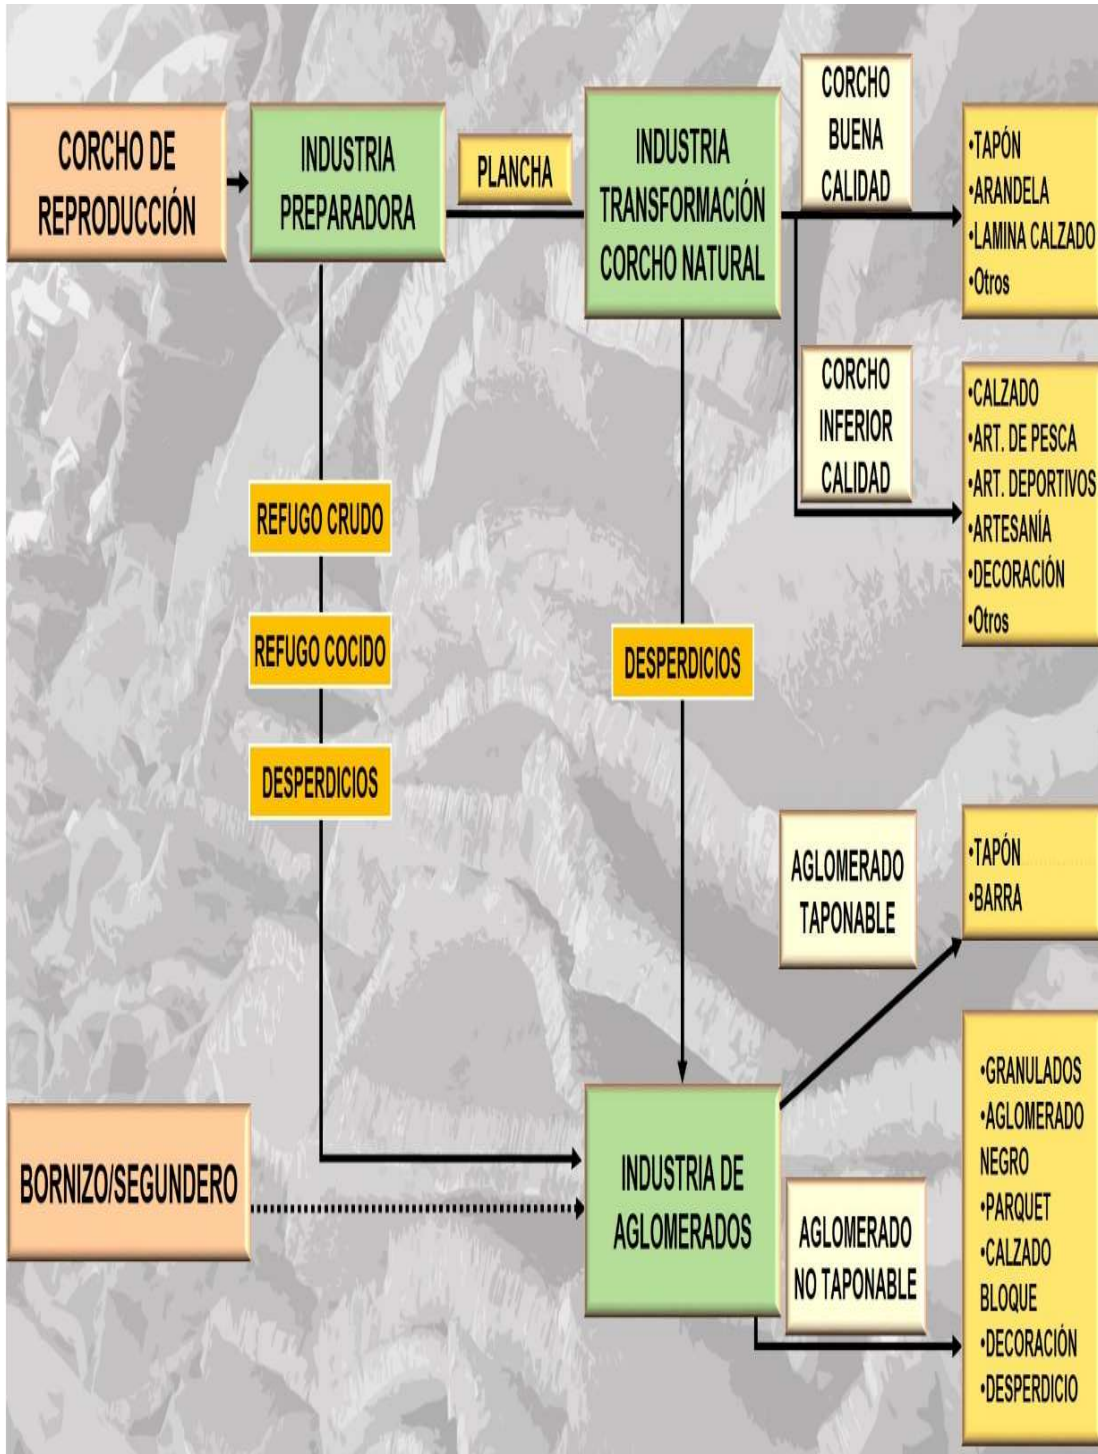 CORCHO DE
REPRODUCCIÓN
INDUSTRIA
PREPARADORA
PLANCHA
INDUSTRIA
TRANSFORMACIÓN
CORCHO NATURAL
CORCHO
BUENA
CALIDAD
•TAPÓN
•ARANDELA
•LAMINA CALZADO
•Otros
CORCHO
INFERIOR
CALIDAD
•CALZADO
•ART. DE PESCA
•ART. DEPORTIVOS
•ARTESANÍA
•DECORACIÓN
•Otros
REFUGO CRUDO
REFUGO COCIDO
DESPERDICIOS
DESPERDICIOS
AGLOMERADO
TAPONABLE
•TAPÓN
•BARRA
BORNIZO/SEGUNDERO
INDUSTRIA DE
AGLOMERADOS
AGLOMERADO
NO TAPONABLE
•GRANULADOS
•AGLOMERADO
NEGRO
•PARQUET
•CALZADO
BLOQUE
•DECORACIÓN
•DESPERDICIO